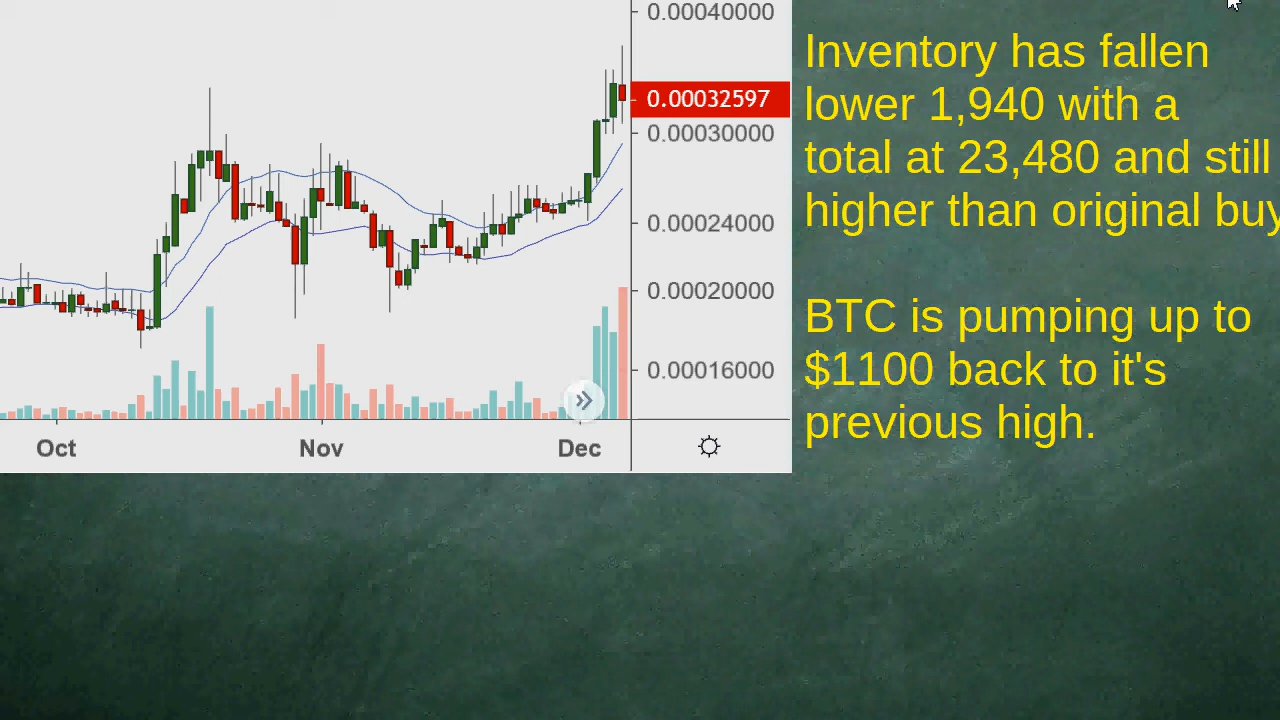 0.00040000
0.00032597
0.00030000
0.00024000
0.00020000
0.00016000
Oct Nov Dec
Inventory has fallen
lower 1,940 with a
total at 23,480 and still
higher than original buy
BTC is pumping up to
$1100 back to it's
previous high.